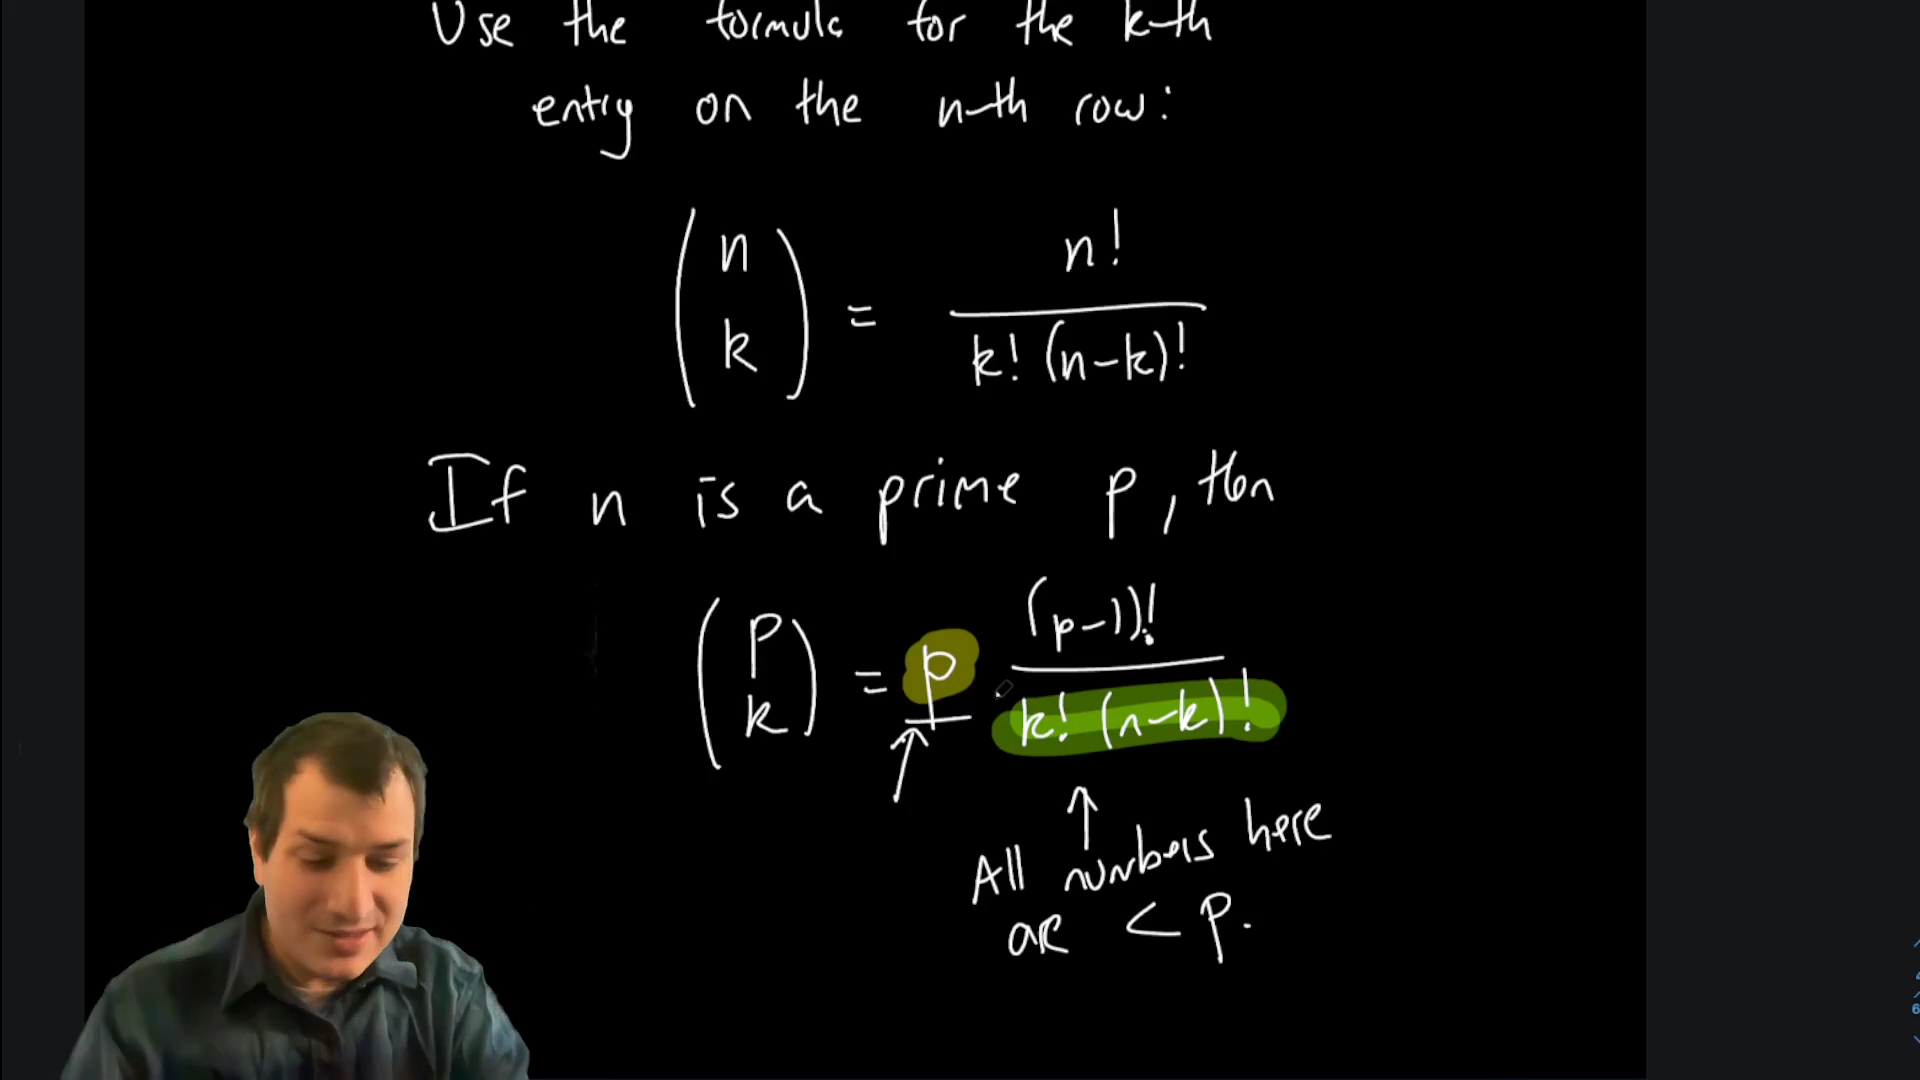 Use the formula for the k-th
entry on the n-th row:
(n k) = n! / k! (n-k)!
If n is a prime p, then
(p k) = p (p-1)! / k! (n-k)!
All numbers here
are < p.
6